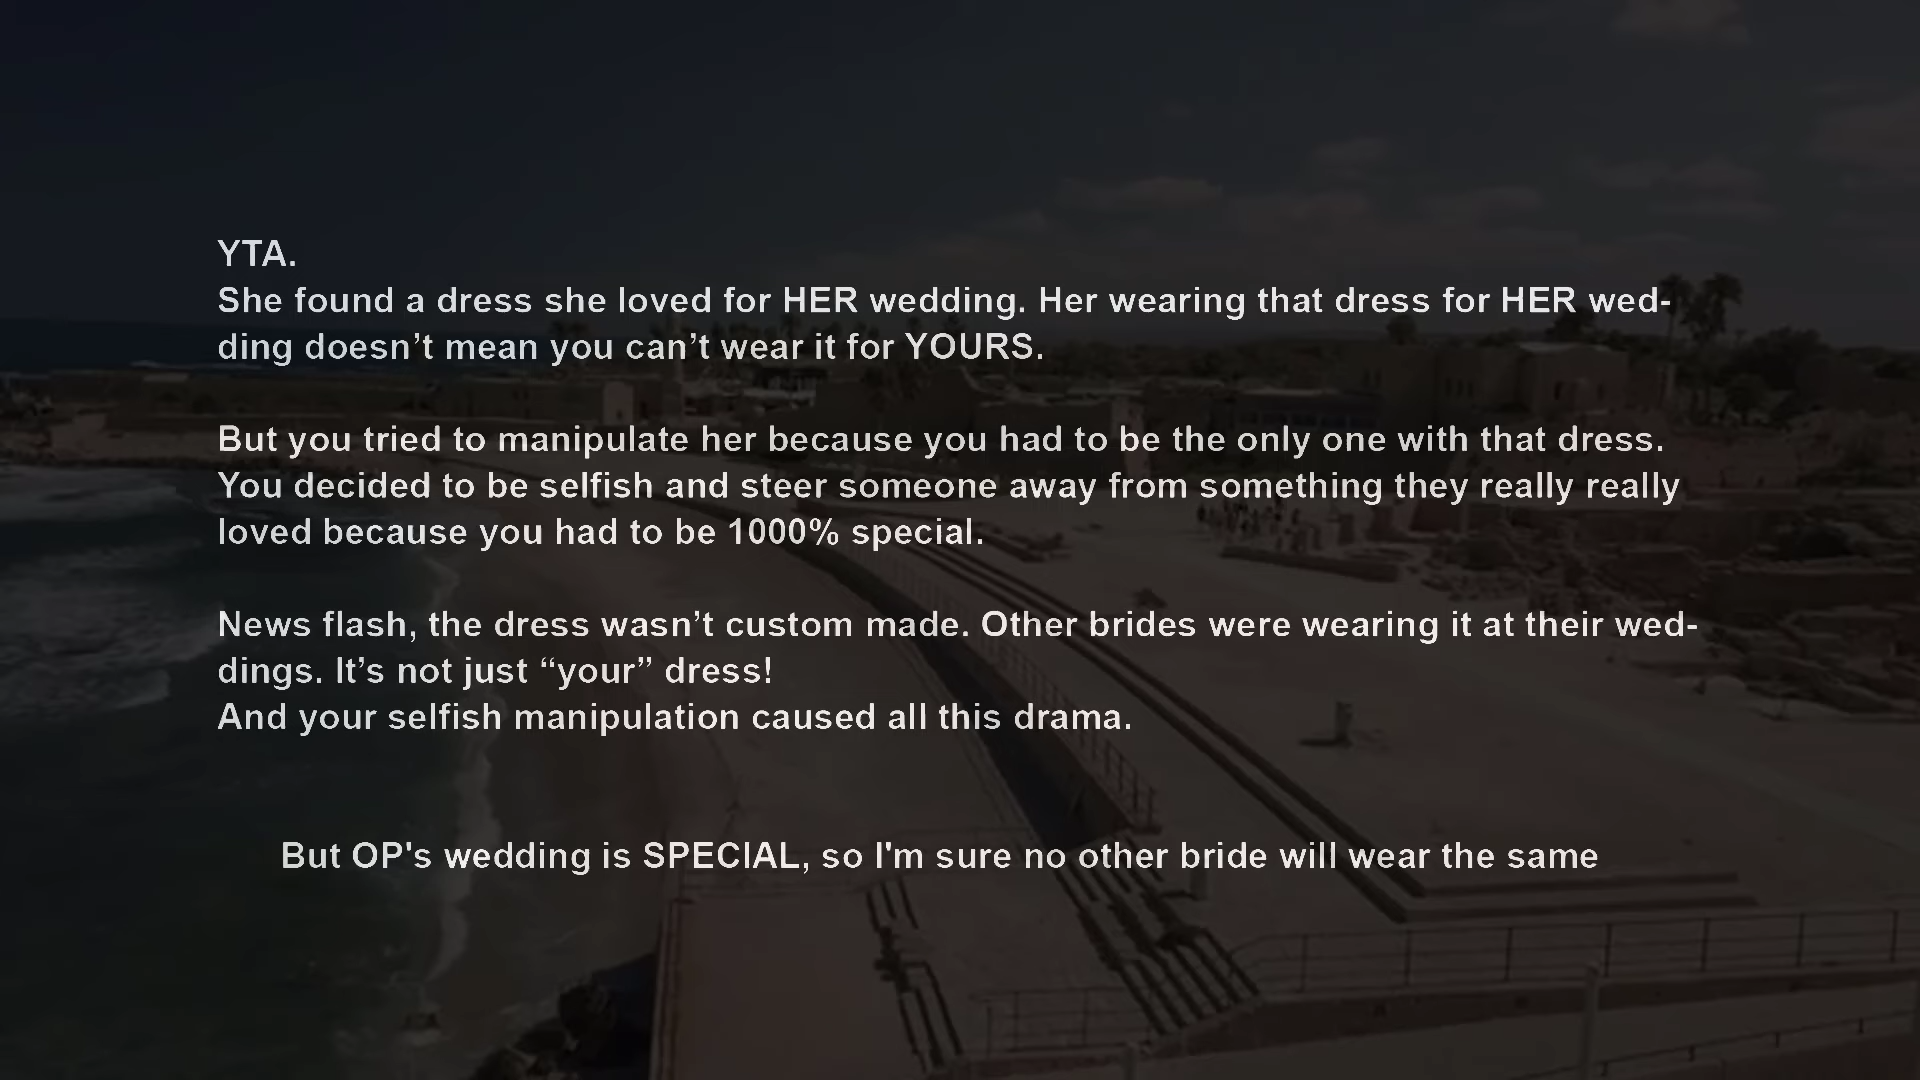 YTA.
She found a dress she loved for HER wedding. Her wearing that dress for HER wed-
ding doesn’t mean you can’t wear it for YOURS.
But you tried to manipulate her because you had to be the only one with that dress.
You decided to be selfish and steer someone away from something they really really
loved because you had to be 1000% special.
News flash, the dress wasn’t custom made. Other brides were wearing it at their wed-
dings. It’s not just “your” dress!
And your selfish manipulation caused all this drama.
But OP's wedding is SPECIAL, so I'm sure no other bride will wear the same